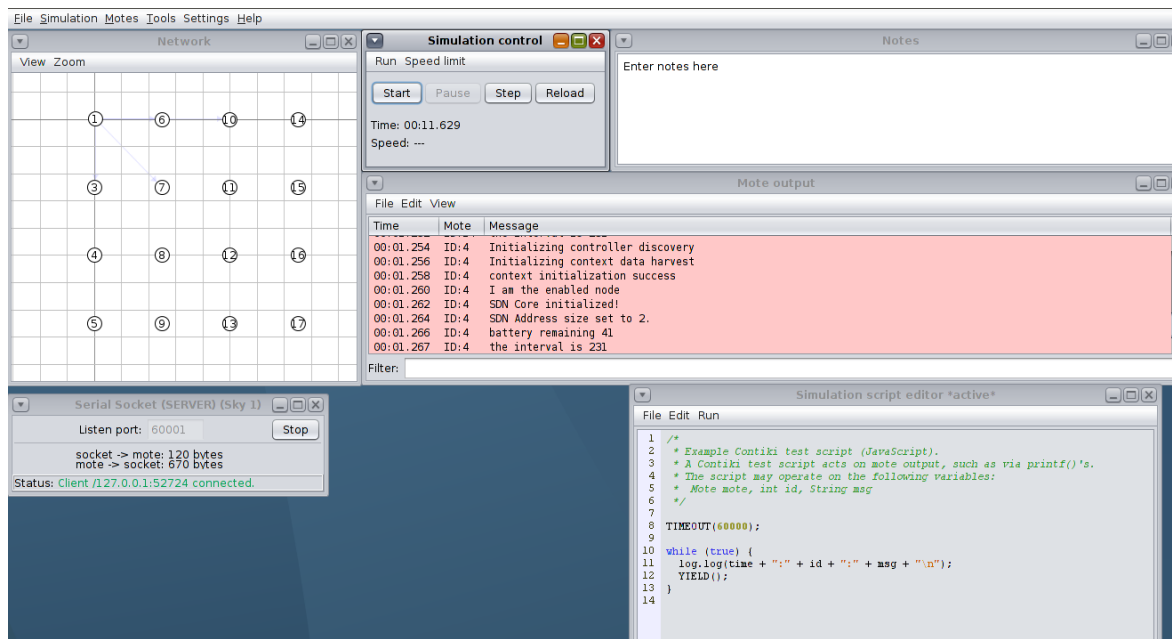 File Simulation Motes Tools Settings Help
Network
View Zoom
1 6 10 14
3 7 11 15
4 8 12 16
5 9 13 17
Simulation control
Run Speed limit
Start Pause Step Reload
Time: 00:11.629
Speed: ---
Notes
Enter notes here
Mote output
File Edit View
Time Mote Message
00:01.254 ID:4 Initializing controller discovery
00:01.256 ID:4 Initializing context data harvest
00:01.258 ID:4 context initialization success
00:01.260 ID:4 I am the enabled node
00:01.262 ID:4 SDN Core initialized!
00:01.264 ID:4 SDN Address size set to 2.
00:01.266 ID:4 battery remaining 41
00:01.267 ID:4 the interval is 231
Filter:
Serial Socket (SERVER) (Sky 1)
Listen port: 60001 Stop
socket -> mote: 120 bytes
mote -> socket: 670 bytes
Status: Client /127.0.0.1:52724 connected.
Simulation script editor *active*
File Edit Run
1 /*
2 * Example Contiki test script (JavaScript).
3 * A Contiki test script acts on mote output, such as via printf()'s.
4 * The script may operate on the following variables:
5 * Mote mote, int id, String msg
6 */
7
8 TIMEOUT(60000);
9
10 while (true) {
11 log.log(time + ":" + id + ":" + msg + "\n");
12 YIELD();
13 }
14